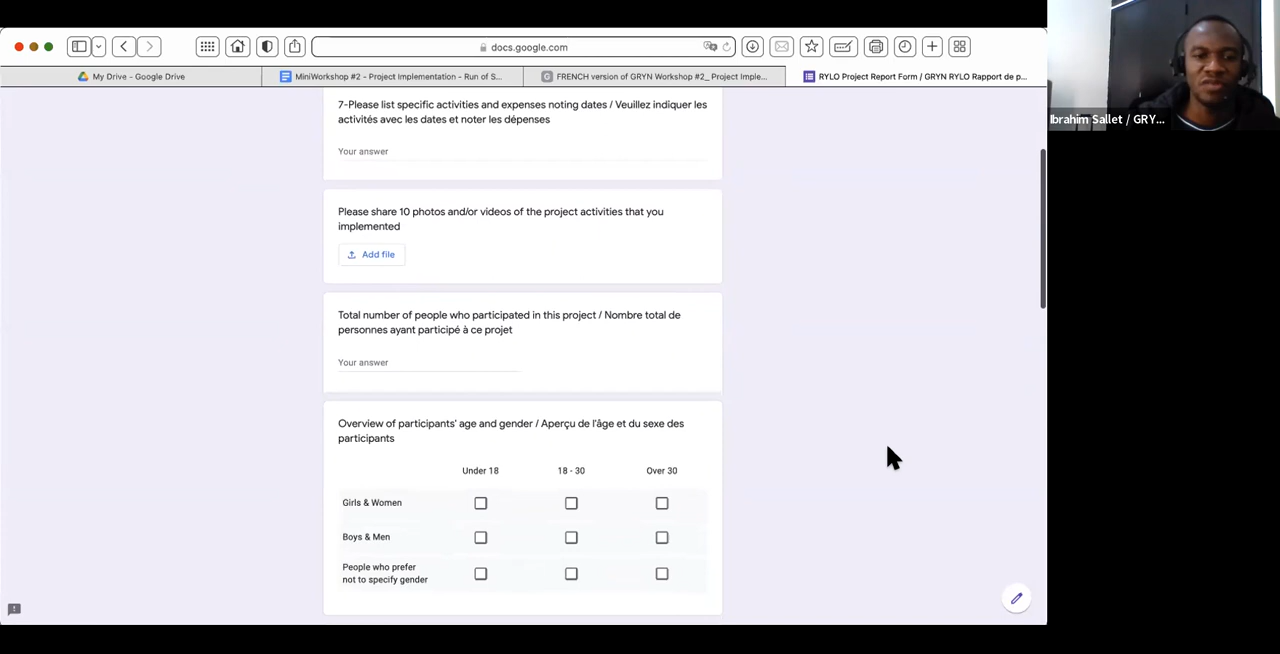 docs.google.com
My Drive - Google Drive
MiniWorkshop #2 - Project Implementation - Run of S...
FRENCH version of GRYN Workshop #2_ Project Imple...
RYLO Project Report Form / GRYN RYLO Rapport de p...
Ibrahim Sallet / GRY...
7-Please list specific activities and expenses noting dates / Veuillez indiquer les
activités avec les dates et noter les dépenses
Your answer
Please share 10 photos and/or videos of the project activities that you
implemented
Add file
Total number of people who participated in this project / Nombre total de
personnes ayant participé à ce projet
Your answer
Overview of participants' age and gender / Aperçu de l'âge et du sexe des
participants
Under 18 18 - 30 Over 30
Girls & Women
Boys & Men
People who prefer
not to specify gender